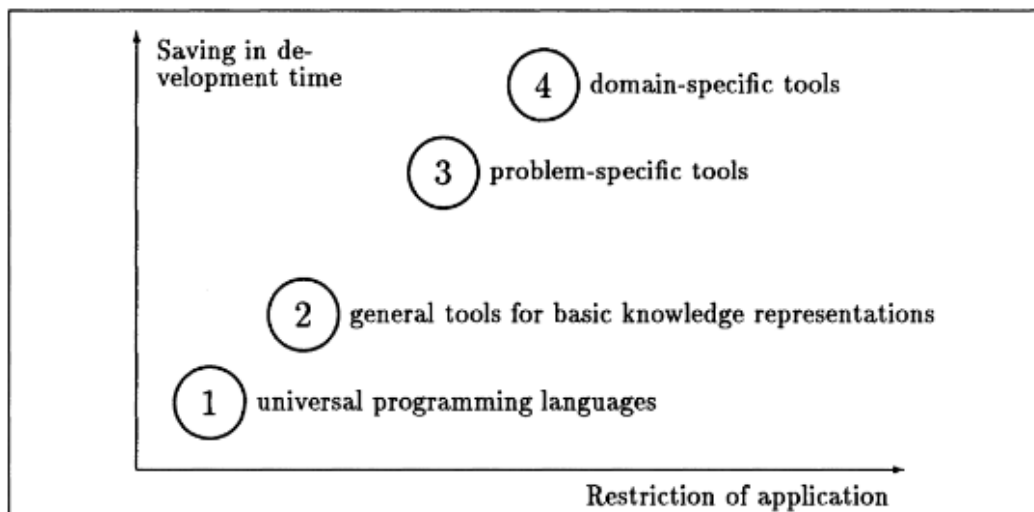 Saving in de-
velopment time
4 domain-specific tools
3 problem-specific tools
2 general tools for basic knowledge representations
1 universal programming languages
Restriction of application